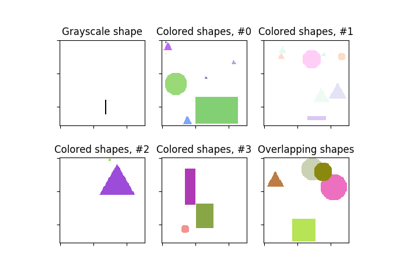 Grayscale shape
Colored shapes, #0
Colored shapes, #1
Colored shapes, #2
Colored shapes, #3
Overlapping shapes